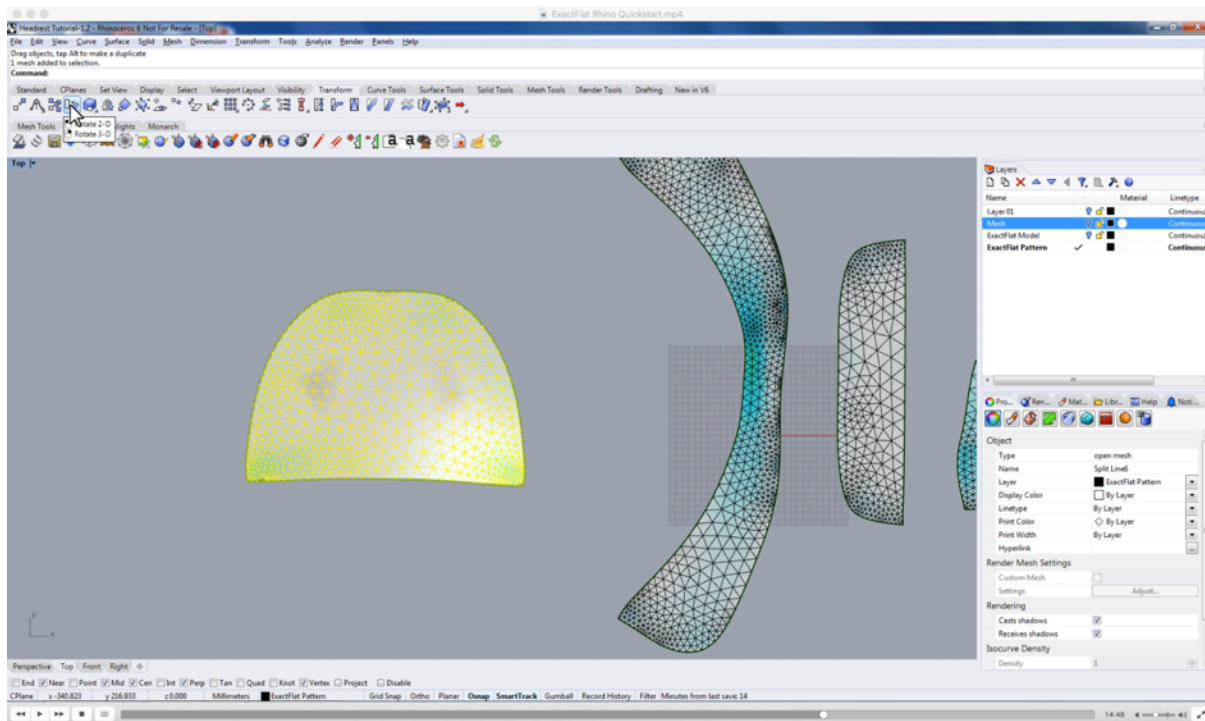 ExactFlat Rhino Quickstart.mp4
Headrest Tutorial-1.2 - Rhinoceros 6 Not For Resale - [Top]
File Edit View Curve Surface Solid Mesh Dimension Transform Tools Analyze Render Panels Help
Drag objects, tap Alt to make a duplicate
1 mesh added to selection.
Command:
Standard CPlanes Set View Display Select Viewport Layout Visibility Transform Curve Tools Surface Tools Solid Tools Mesh Tools Render Tools Drafting New in V6
Rotate 2-D
Mesh Tools Monarch
Rotate 3-D
Top
Layers
Name Material Linetype
Layer 01 Continuou
Mesh Continuou
ExactFlat Model Continuou
ExactFlat Pattern Continuou
Pro... Ren... Mat... Libr... Help Noti...
Object
Type open mesh
Name Split Line6
Layer ExactFlat Pattern
Display Color By Layer
Linetype By Layer
Print Color By Layer
Print Width By Layer
Hyperlink
Render Mesh Settings
Custom Mesh
Settings Adjust...
Rendering
Casts shadows
Receives shadows
Isocurve Density
Density 1
y
x
Perspective Top Front Right
End Near Point Mid Cen Int Perp Tan Quad Knot Vertex Project Disable
CPlane x -340.823 y 216.933 z 0.000 Millimeters ExactFlat Pattern Grid Snap Ortho Planar Osnap SmartTrack Gumball Record History Filter Minutes from last save: 14
14:48